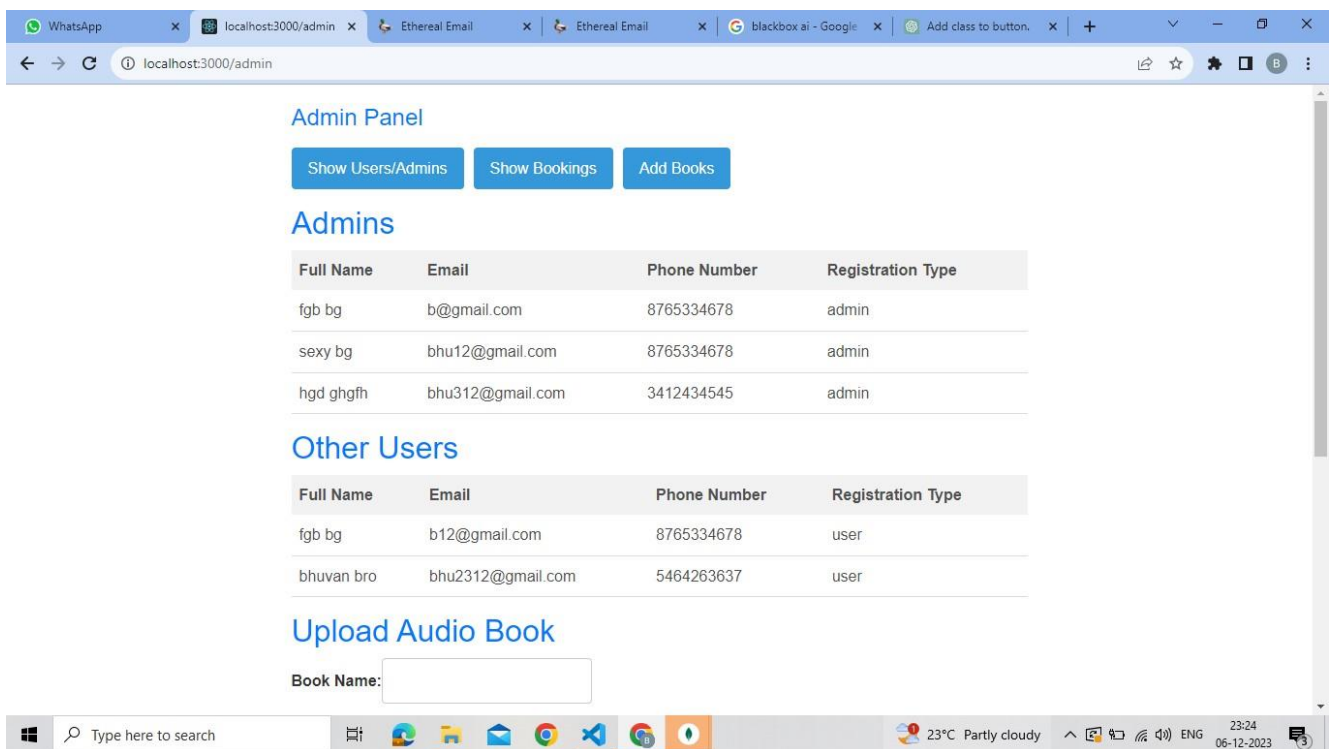 WhatsApp localhost:3000/admin Ethereal Email Ethereal Email blackbox ai - Google Add class to button.
localhost:3000/admin B
Admin Panel
Show Users/Admins Show Bookings Add Books
Admins
Full Name Email Phone Number Registration Type
fgb bg b@gmail.com 8765334678 admin
sexy bg bhu12@gmail.com 8765334678 admin
hgd ghgfh bhu312@gmail.com 3412434545 admin
Other Users
Full Name Email Phone Number Registration Type
fgb bg b12@gmail.com 8765334678 user
bhuvan bro bhu2312@gmail.com 5464263637 user
Upload Audio Book
Book Name:
Type here to search 23°C Partly cloudy ENG 23:24
06-12-2023 3